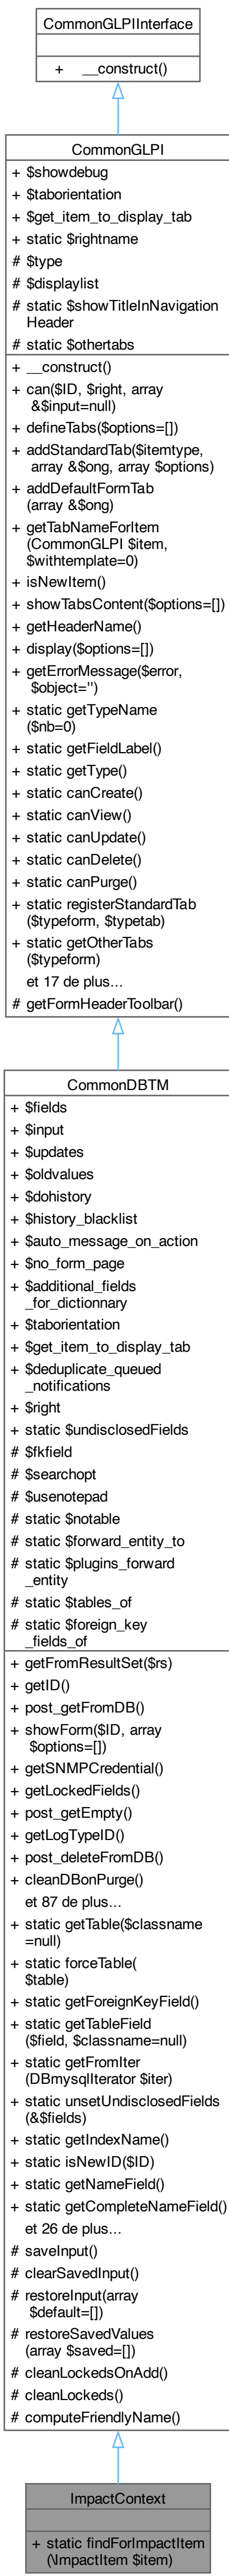 CommonGLPIInterface
+ __construct()
CommonGLPI
+ $showdebug
+ $taborientation
+ $get_item_to_display_tab
+ static $rightname
# $type
# $displaylist
# static $showTitleInNavigation
Header
# static $othertabs
+ __construct()
+ can($ID, $right, array
&$input=null)
+ defineTabs($options=[])
+ addStandardTab($itemtype,
array &$ong, array $options)
+ addDefaultFormTab
(array &$ong)
+ getTabNameForItem
(CommonGLPI $item,
$withtemplate=0)
+ isNewItem()
+ showTabsContent($options=[])
+ getHeaderName()
+ display($options=[])
+ getErrorMessage($error,
$object='')
+ static getTypeName
($nb=0)
+ static getFieldLabel()
+ static getType()
+ static canCreate()
+ static canView()
+ static canUpdate()
+ static canDelete()
+ static canPurge()
+ static registerStandardTab
($typeform, $typetab)
+ static getOtherTabs
($typeform)
et 17 de plus...
# getFormHeaderToolbar()
CommonDBTM
+ $fields
+ $input
+ $updates
+ $oldvalues
+ $dohistory
+ $history_blacklist
+ $auto_message_on_action
+ $no_form_page
+ $additional_fields
_for_dictionnary
+ $taborientation
+ $get_item_to_display_tab
+ $deduplicate_queued
_notifications
+ $right
+ static $undisclosedFields
# $fkfield
# $searchopt
# $usenotepad
# static $notable
# static $forward_entity_to
# static $plugins_forward
_entity
# static $tables_of
# static $foreign_key
_fields_of
+ getFromResultSet($rs)
+ getID()
+ post_getFromDB()
+ showForm($ID, array
$options=[])
+ getSNMPCredential()
+ getLockedFields()
+ post_getEmpty()
+ getLogTypeID()
+ post_deleteFromDB()
+ cleanDBonPurge()
et 87 de plus...
+ static getTable($classname
=null)
+ static forceTable(
$table)
+ static getForeignKeyField()
+ static getTableField
($field, $classname=null)
+ static getFromIter
(DBmysqlIterator $iter)
+ static unsetUndisclosedFields
(&$fields)
+ static getIndexName()
+ static isNewID($ID)
+ static getNameField()
+ static getCompleteNameField()
et 26 de plus...
# saveInput()
# clearSavedInput()
# restoreInput(array
$default=[])
# restoreSavedValues
(array $saved=[])
# cleanLockedsOnAdd()
# cleanLockeds()
# computeFriendlyName()
ImpactContext
+ static findForImpactItem
(\ImpactItem $item)